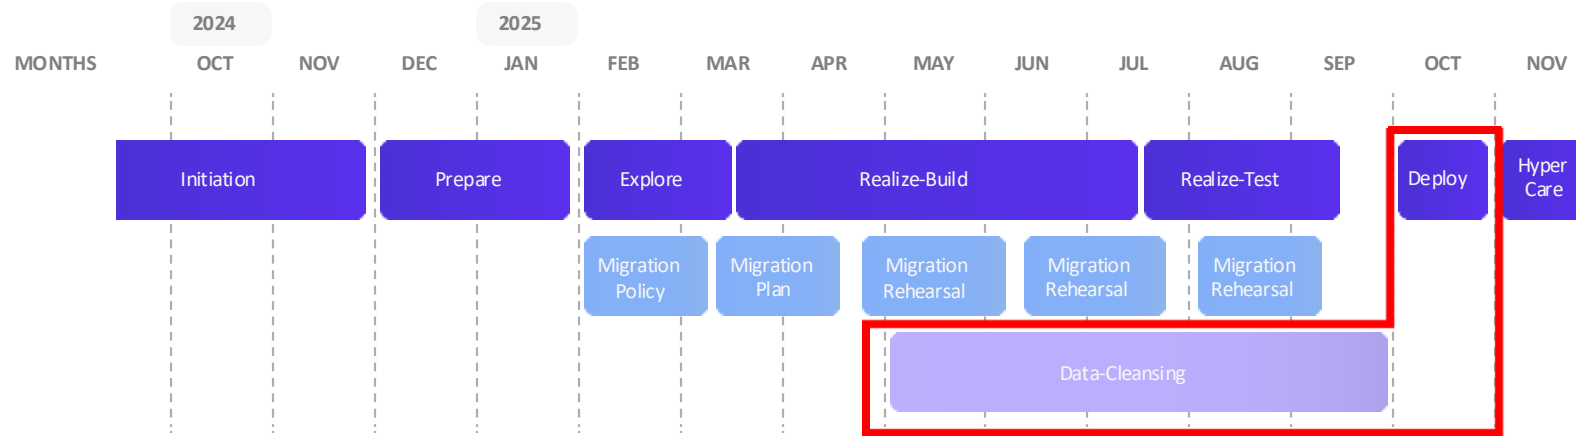 2024 2025
MONTHS OCT NOV DEC JAN FEB MAR APR MAY JUN JUL AUG SEP OCT NOV
Initiation Prepare Explore Realize-Build Realize-Test Deploy Hyper
Care
Migration Migration Migration Migration Migration
Policy Plan Rehearsal Rehearsal Rehearsal
Data-Cleansing